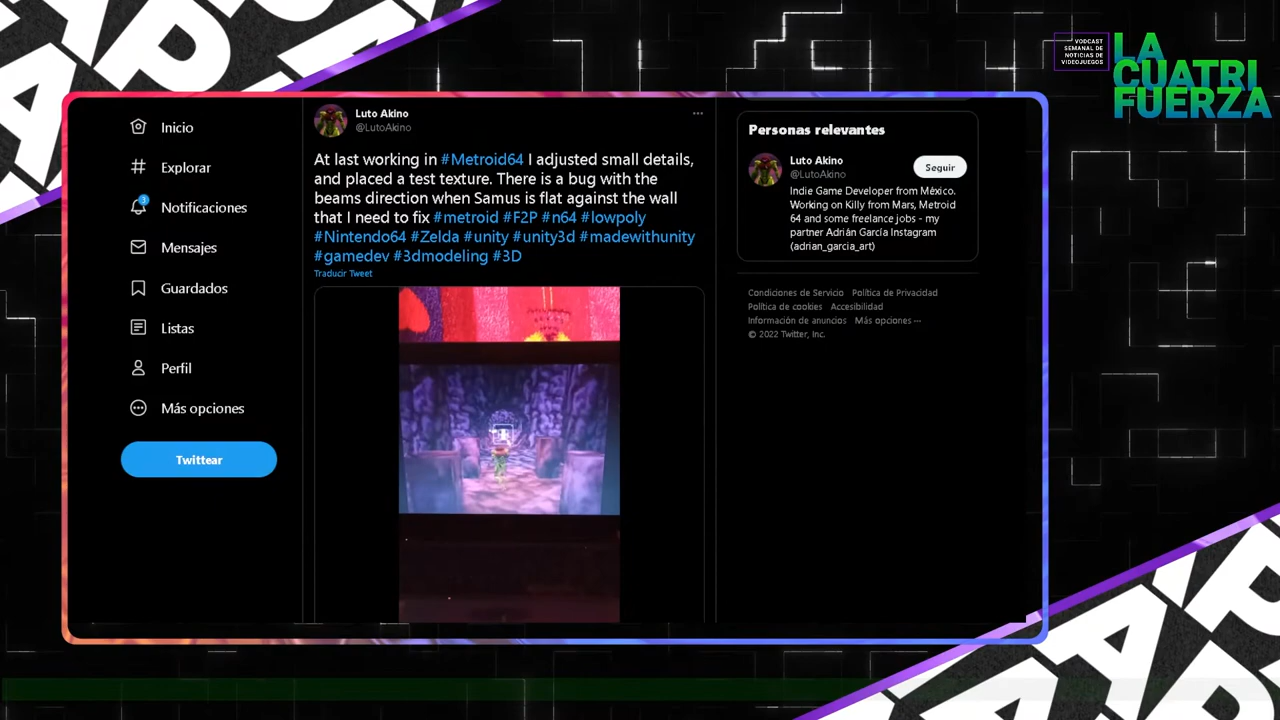 VODCAST
SEMANAL DE
NOTICIAS DE
VIDEOJUEGOS
LA
CUATRI
FUERZA
Inicio
Explorar
3
Notificaciones
Mensajes
Guardados
Listas
Perfil
Más opciones
Twittear
Luto Akino
@LutoAkino
At last working in #Metroid64 I adjusted small details,
and placed a test texture. There is a bug with the
beams direction when Samus is flat against the wall
that I need to fix #metroid #F2P #n64 #lowpoly
#Nintendo64 #Zelda #unity #unity3d #madewithunity
#gamedev #3dmodeling #3D
Traducir Tweet
Personas relevantes
Luto Akino
@LutoAkino
Seguir
Indie Game Developer from México.
Working on Killy from Mars, Metroid
64 and some freelance jobs - my
partner Adrián García Instagram
(adrian_garcia_art)
Condiciones de Servicio Política de Privacidad
Política de cookies Accesibilidad
Información de anuncios Más opciones ···
© 2022 Twitter, Inc.